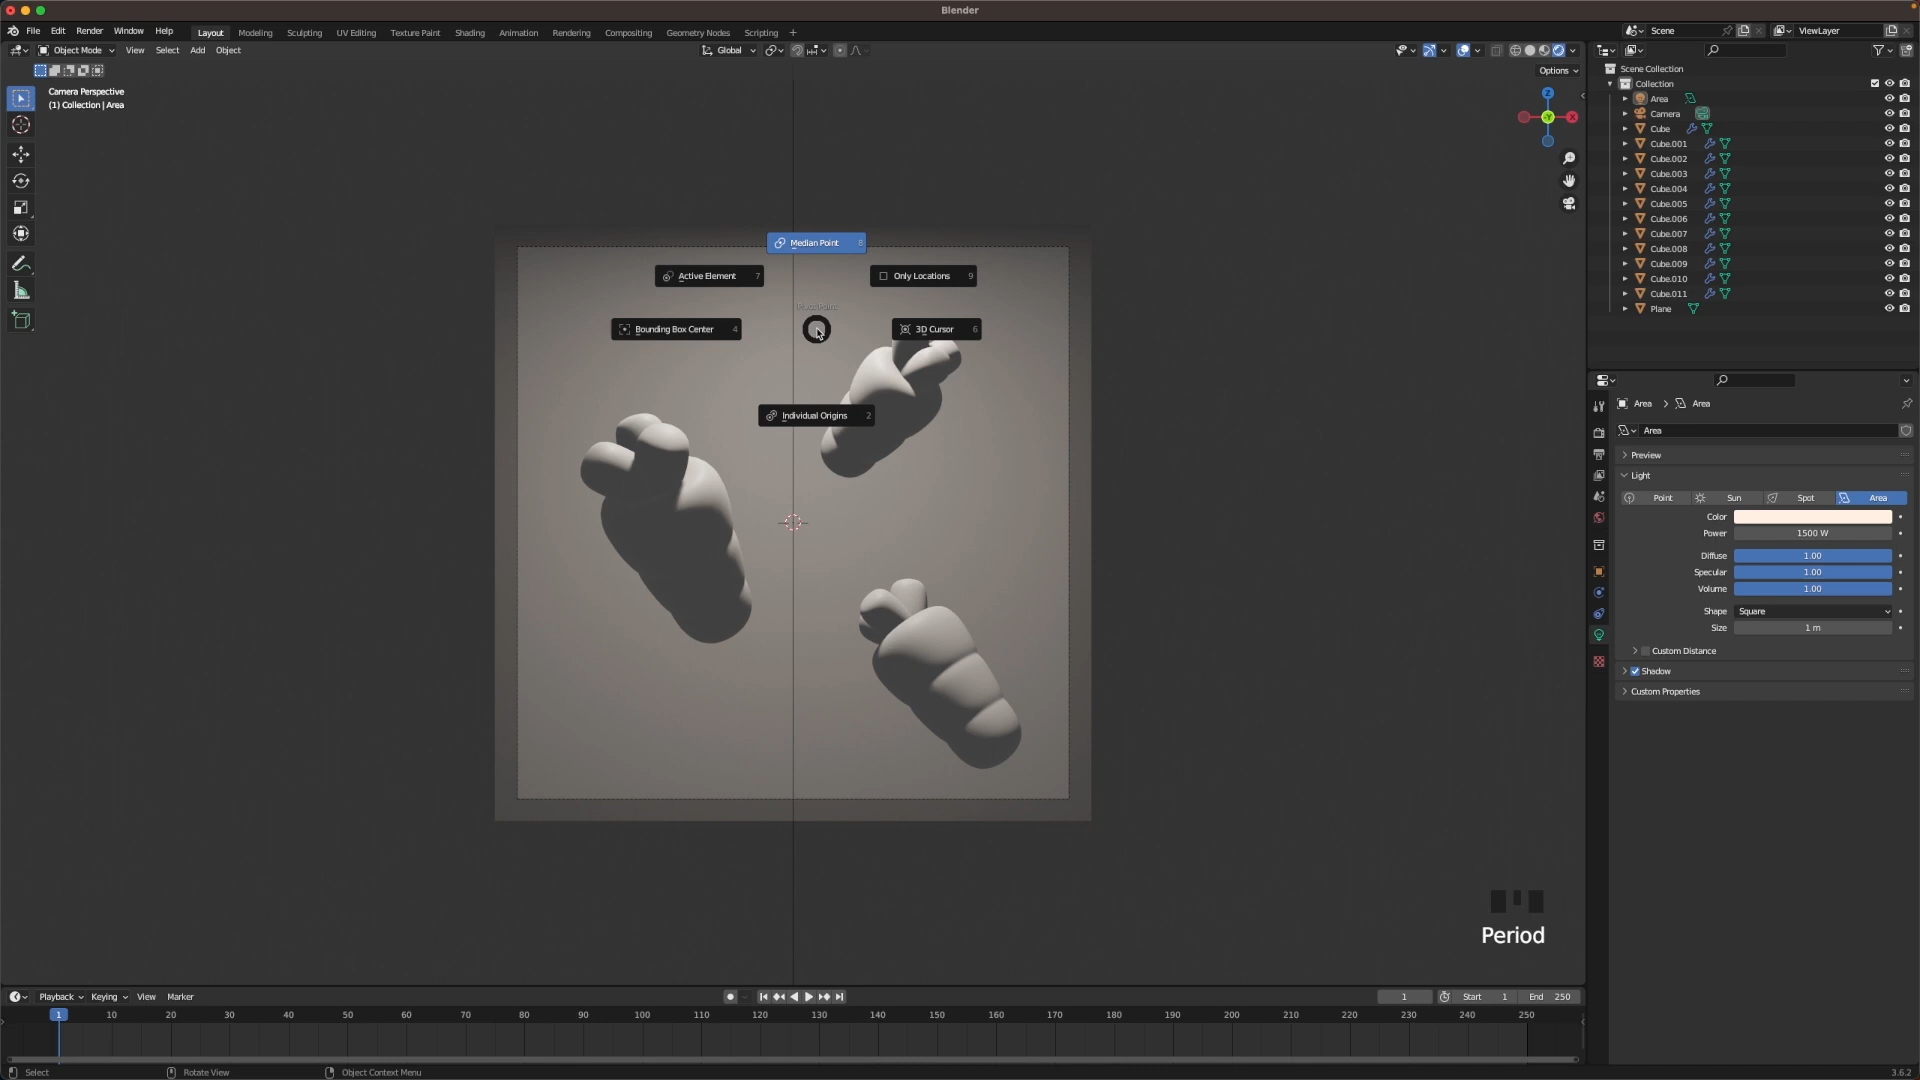 Blender
File Edit Render Window Help Layout Modeling Sculpting UV Editing Texture Paint Shading Animation Rendering Compositing Geometry Nodes Scripting + Scene ViewLayer
Object Mode View Select Add Object Global
Options
Camera Perspective
(1) Collection | Area
Z
-Y
X
Median Point 8
Active Element 7
Only Locations 9
Pivot Point
Bounding Box Center 4
3D Cursor 6
Individual Origins 2
Period
Scene Collection
Collection
Area
Camera
Cube
Cube.001
Cube.002
Cube.003
Cube.004
Cube.005
Cube.006
Cube.007
Cube.008
Cube.009
Cube.010
Cube.011
Plane
Area > Area
Area
Preview
Light
Point Sun Spot Area
Color
Power 1500 W
Diffuse 1.00
Specular 1.00
Volume 1.00
Shape Square
Size 1 m
Custom Distance
Shadow
Custom Properties
Playback Keying View Marker 1 Start 1 End 250
1 10 20 30 40 50 60 70 80 90 100 110 120 130 140 150 160 170 180 190 200 210 220 230 240 250
Select Rotate View Object Context Menu 3.6.2